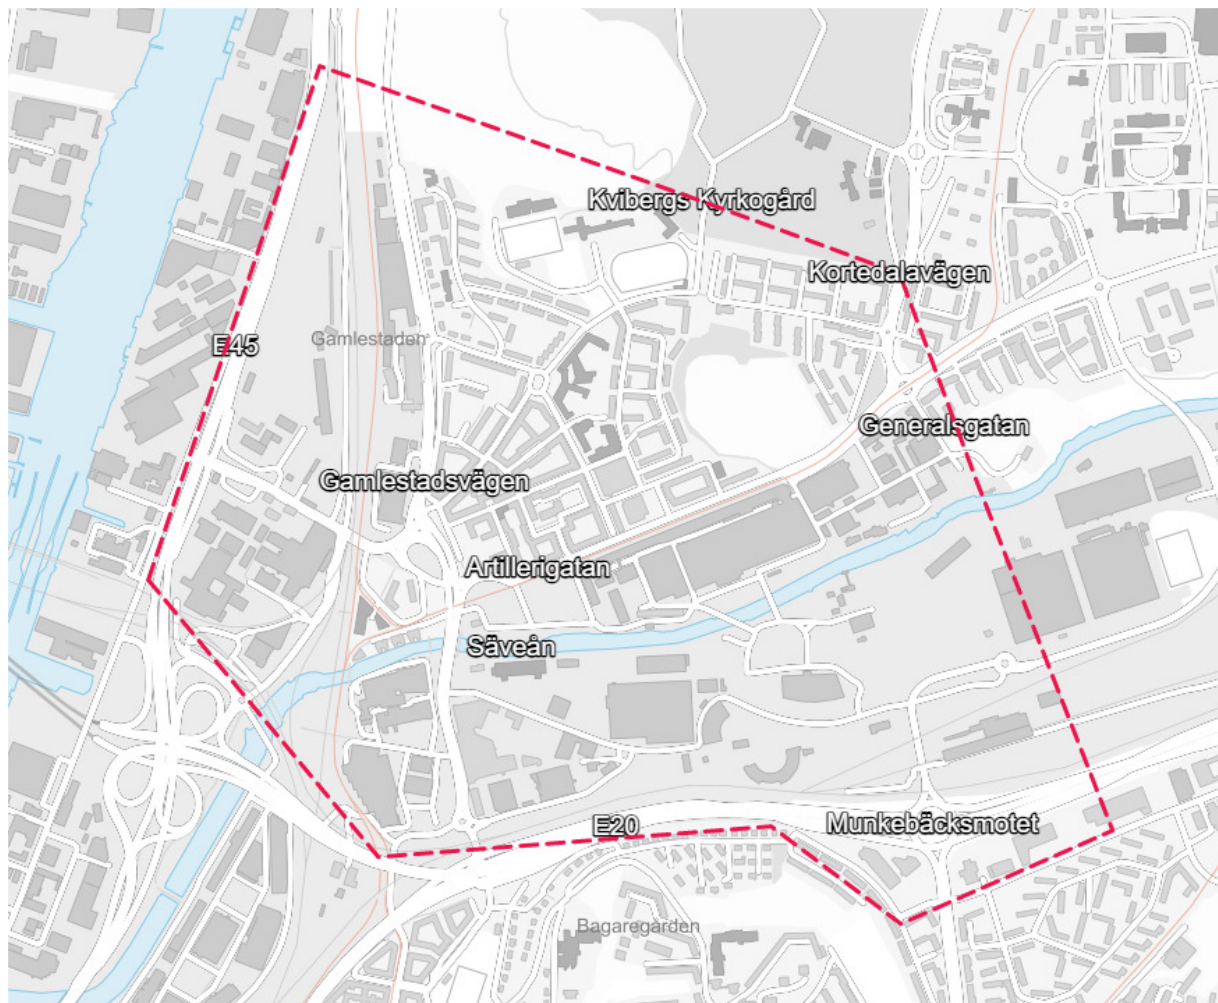 Kvibergs Kyrkogård
Kortedalavägen
E45
Gamlestaden
Generalsgatan
Gamlestadsvägen
Artillerigatan
Säveån
E20
Munkebäcksmotet
Bagaregården